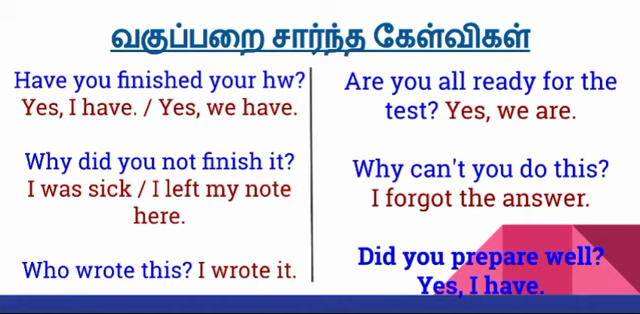 வகுப்பறை சார்ந்த கேள்விகள்
Have you finished your hw?
Yes, I have. / Yes, we have.
Why did you not finish it?
I was sick / I left my note
here.
Who wrote this? I wrote it.
Are you all ready for the
test? Yes, we are.
Why can't you do this?
I forgot the answer.
Did you prepare well?
Yes, I have.